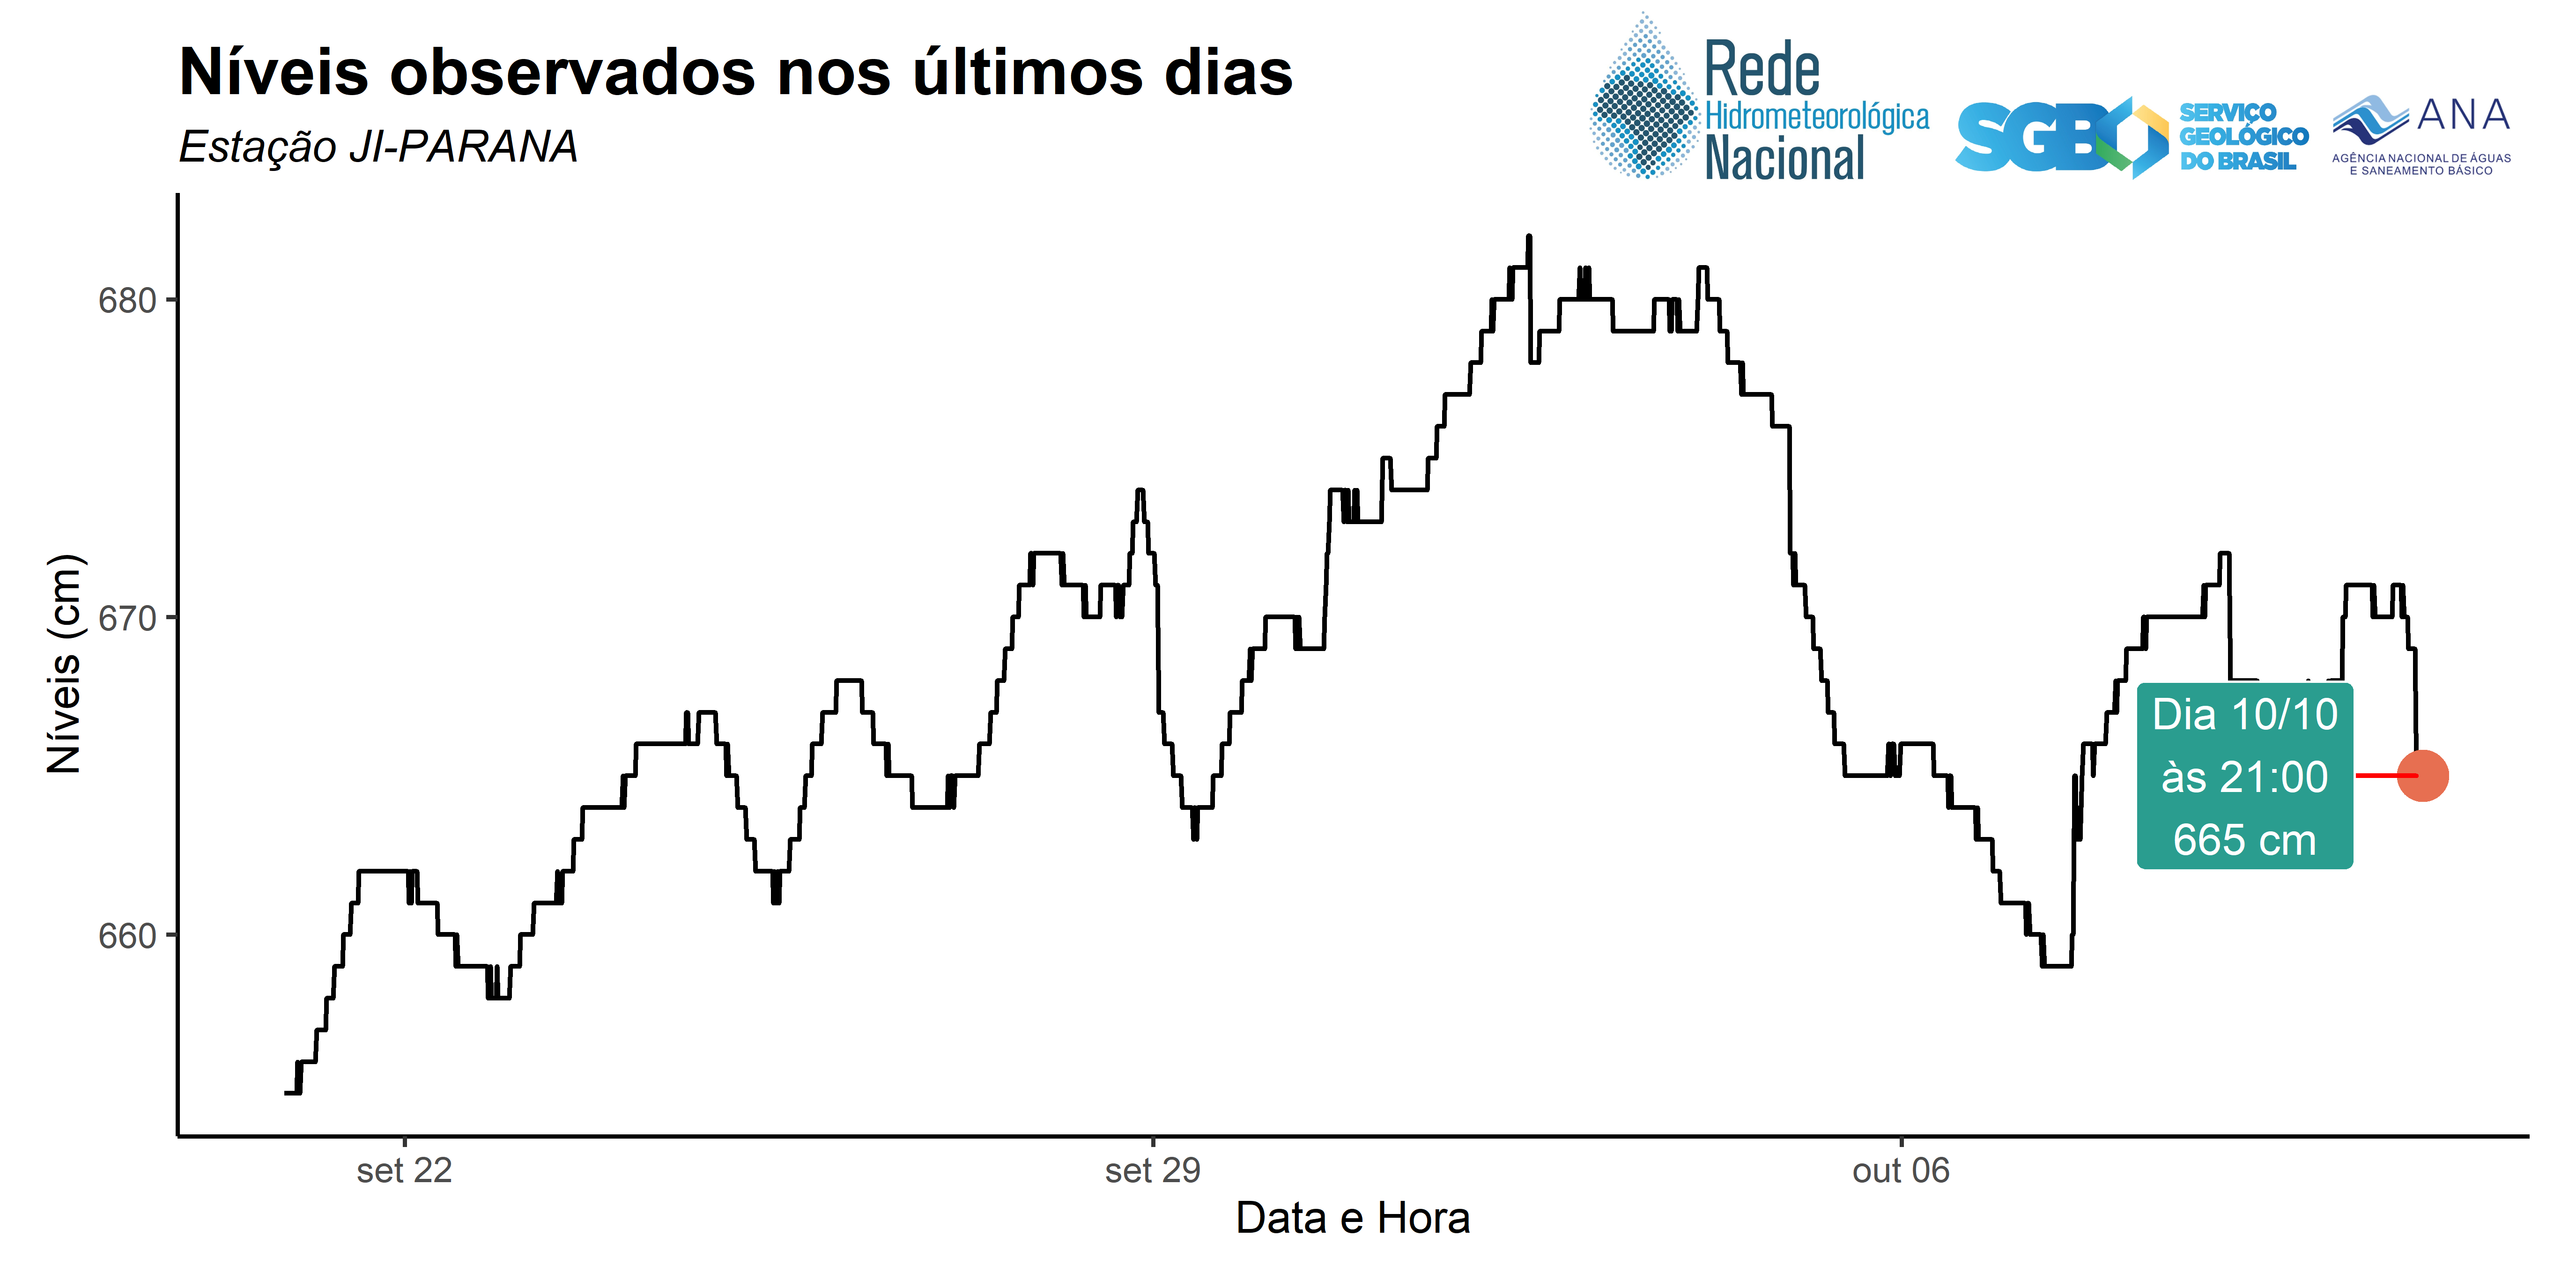 Níveis observados nos últimos dias
Estação JI-PARANA
Rede
Hidrometeorológica
Nacional
SGB
SERVIÇO
GEOLÓGICO
DO BRASIL
ANA
AGÊNCIA NACIONAL DE ÁGUAS
E SANEAMENTO BÁSICO
Níveis (cm)
680
670
660
Dia 10/10
às 21:00
665 cm
set 22
set 29
out 06
Data e Hora